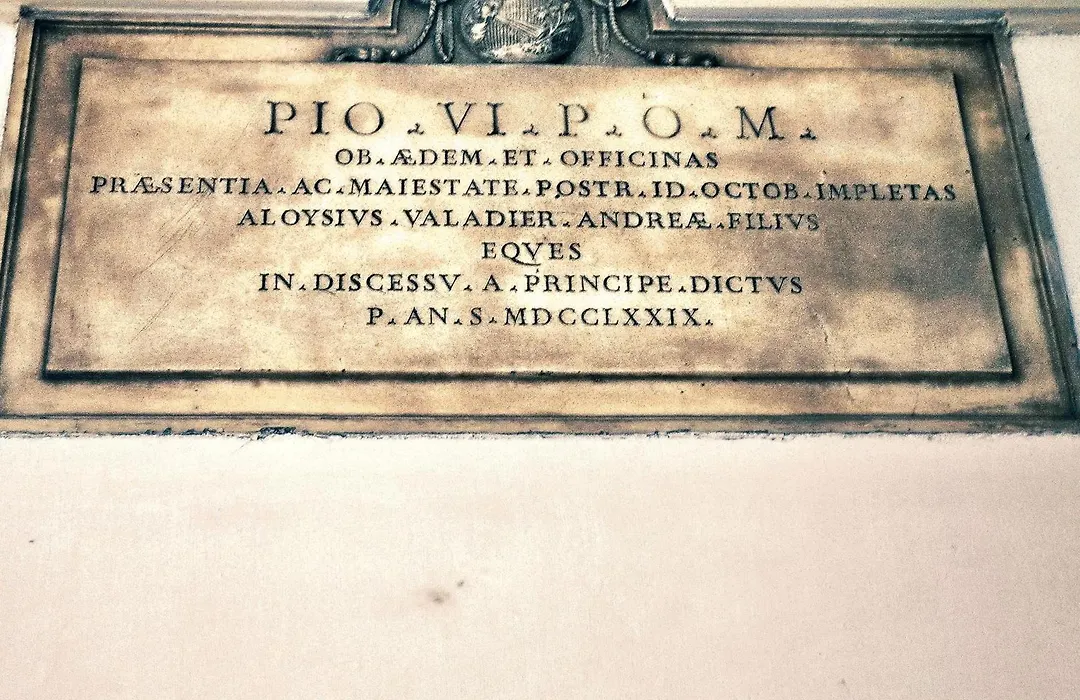 PIO . VI . P . O . M .
OB . ÆDEM . ET . OFFICINAS
PRÆSENTIA . AC . MAIESTATE . POSTR . ID . OCTOB . IMPLETAS
ALOYSIVS . VALADIER . ANDREÆ . FILIVS
EQVES
IN . DISCESSV . A . PRINCIPE . DICTVS
P . AN . S . MDCCLXXIX .